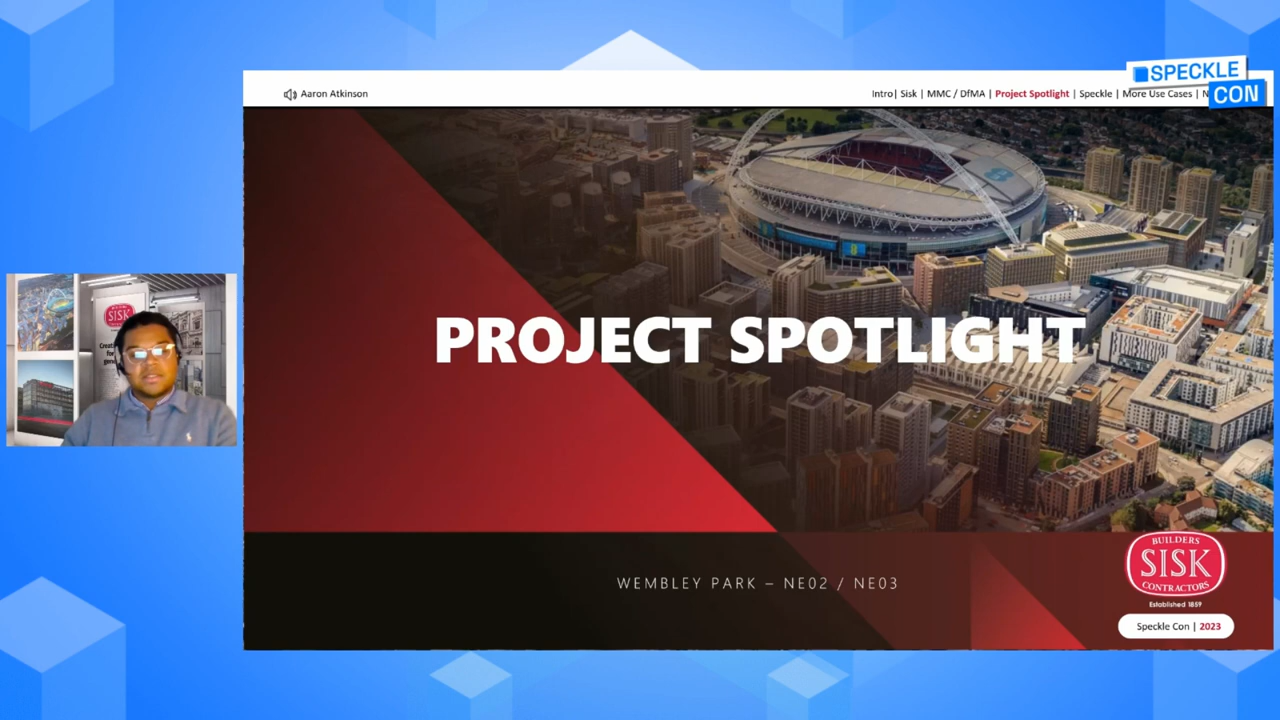 SPECKLE
CON
Aaron Atkinson
Intro| Sisk | MMC / DfMA | Project Spotlight | Speckle | More Use Cases |
PROJECT SPOTLIGHT
SISK
WEMBLEY PARK – NE02 / NE03
BUILDERS
SISK
CONTRACTORS
Established 1859
Speckle Con | 2023